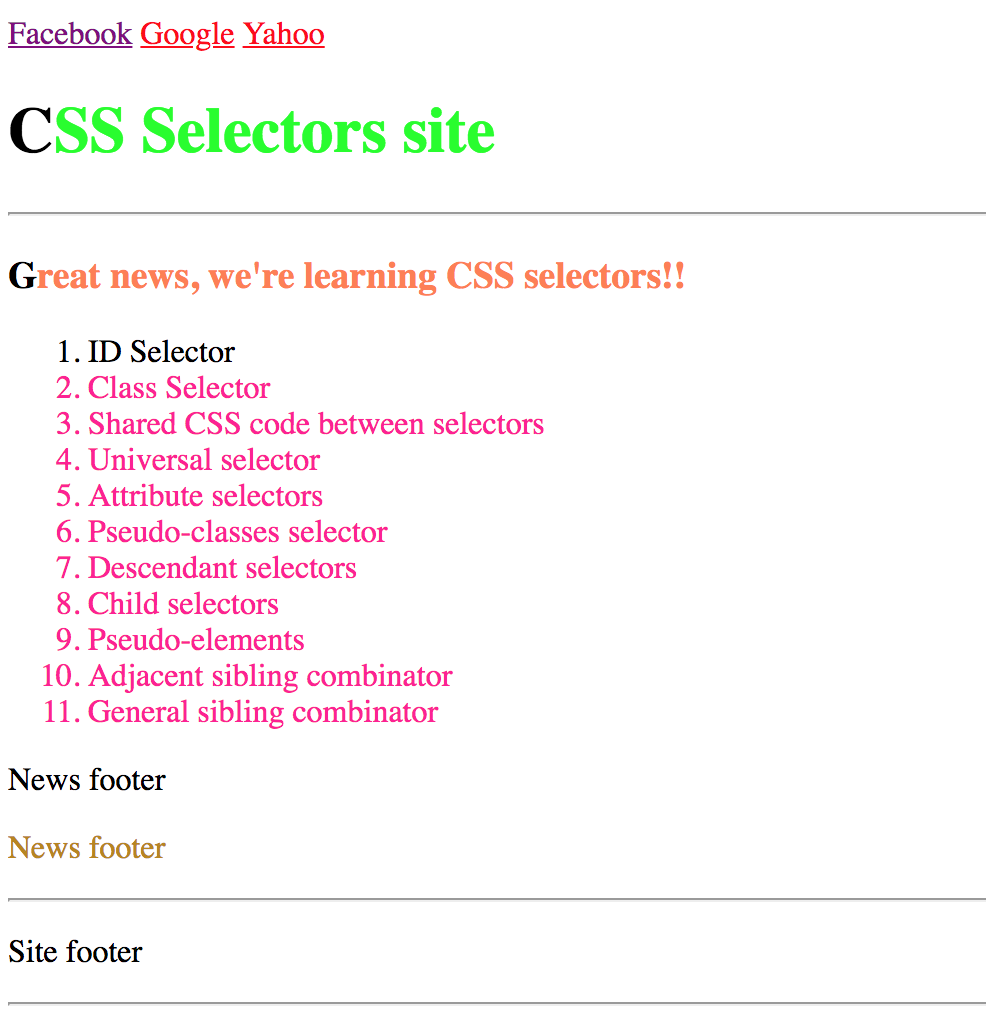 Facebook Google Yahoo
CSS Selectors site
Great news, we're learning CSS selectors!!
1. ID Selector
2. Class Selector
3. Shared CSS code between selectors
4. Universal selector
5. Attribute selectors
6. Pseudo-classes selector
7. Descendant selectors
8. Child selectors
9. Pseudo-elements
10. Adjacent sibling combinator
11. General sibling combinator
News footer
News footer
Site footer